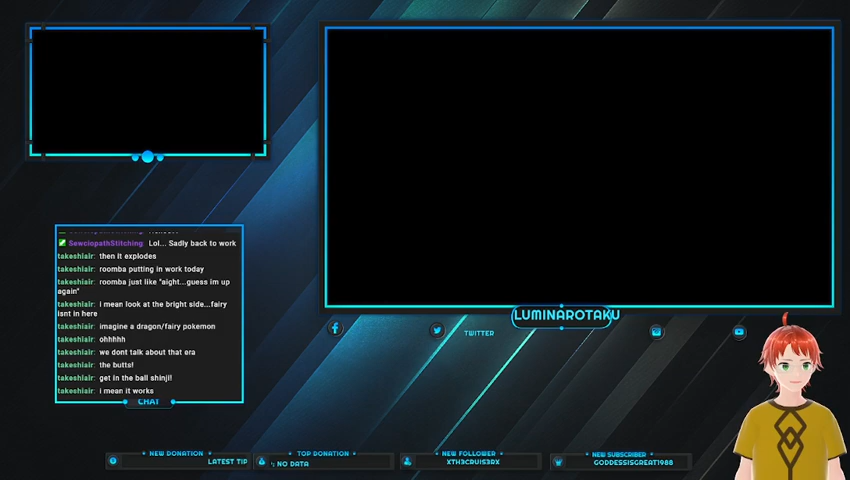 SewciopathStitching: Lol... Sadly back to work
takeshiair: then it explodes
takeshiair: roomba putting in work today
takeshiair: roomba just like "aight...guess im up
again"
takeshiair: i mean look at the bright side...fairy
isnt in here
takeshiair: imagine a dragon/fairy pokemon
takeshiair: ohhhhh
takeshiair: we dont talk about that era
takeshiair: the butts!
takeshiair: get in the ball shinji!
takeshiair: i mean it works
CHAT
LUMINAROTAKU
TWITTER
NEW DONATION
LATEST TIP
TOP DONATION
: NO DATA
NEW FOLLOWER
XTH3CRUIS3RX
NEW SUBSCRIBER
GODDESSISGREAT1988